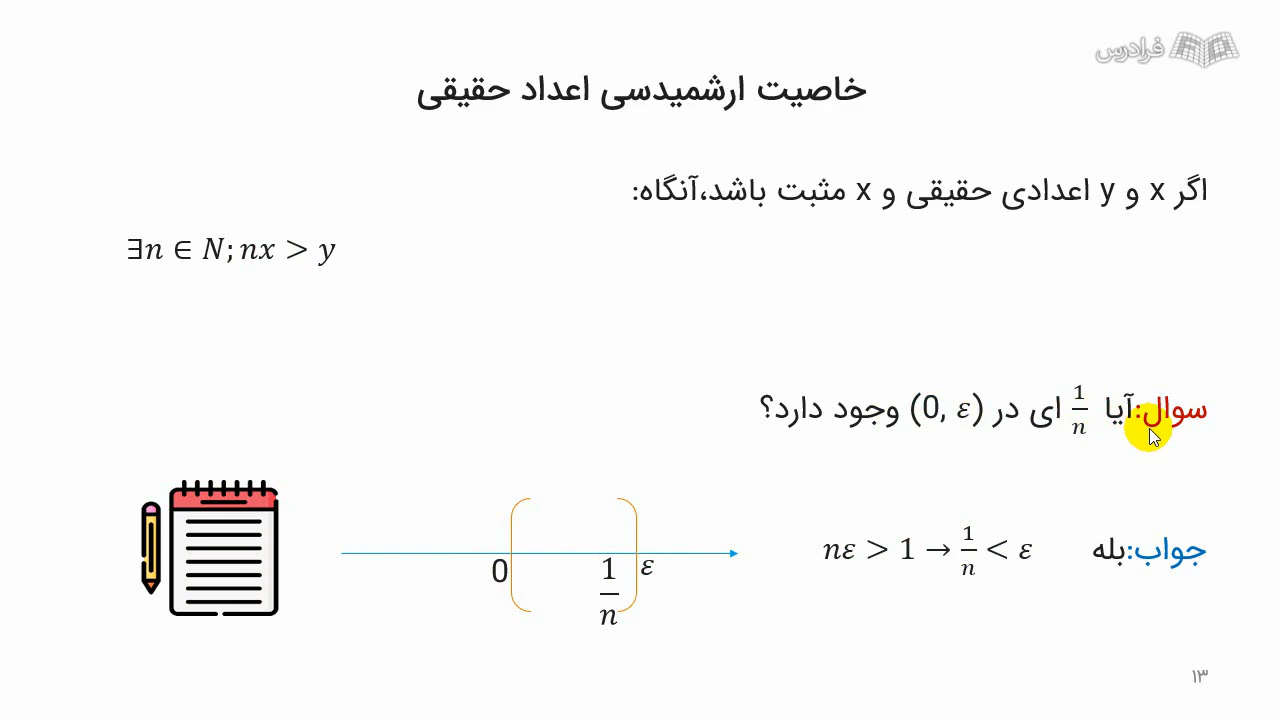 فرادرس
خاصیت ارشمیدسی اعداد حقیقی
اگر x و y اعدادی حقیقی و x مثبت باشد،آنگاه:
∃n ∈ N; nx > y
سوال:آیا 1/n ای در (0, ε) وجود دارد؟
جواب:بله nε > 1 → 1/n < ε
0 1/n ε
۱۳